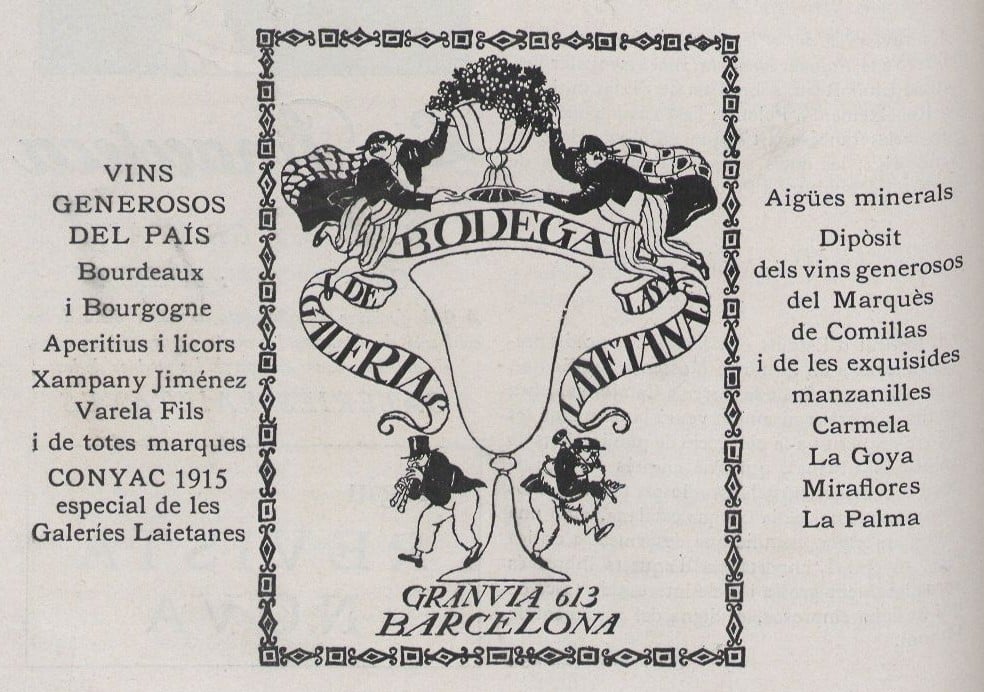 VINS
GENEROSOS
DEL PAÍS
Bourdeaux
i Bourgogne
Aperitius i licors
Xampany Jiménez
Varela Fils
i de totes marques
CONYAC 1915
especial de les
Galeríes Laietanes
BODEGA
DE
GALERIAS
LAS
LAYETANAS
GRANVIA 613
BARCELONA
Aigües minerals
Dipòsit
dels vins generosos
del Marquès
de Comillas
i de les exquisides
manzanilles
Carmela
La Goya
Miraflores
La Palma